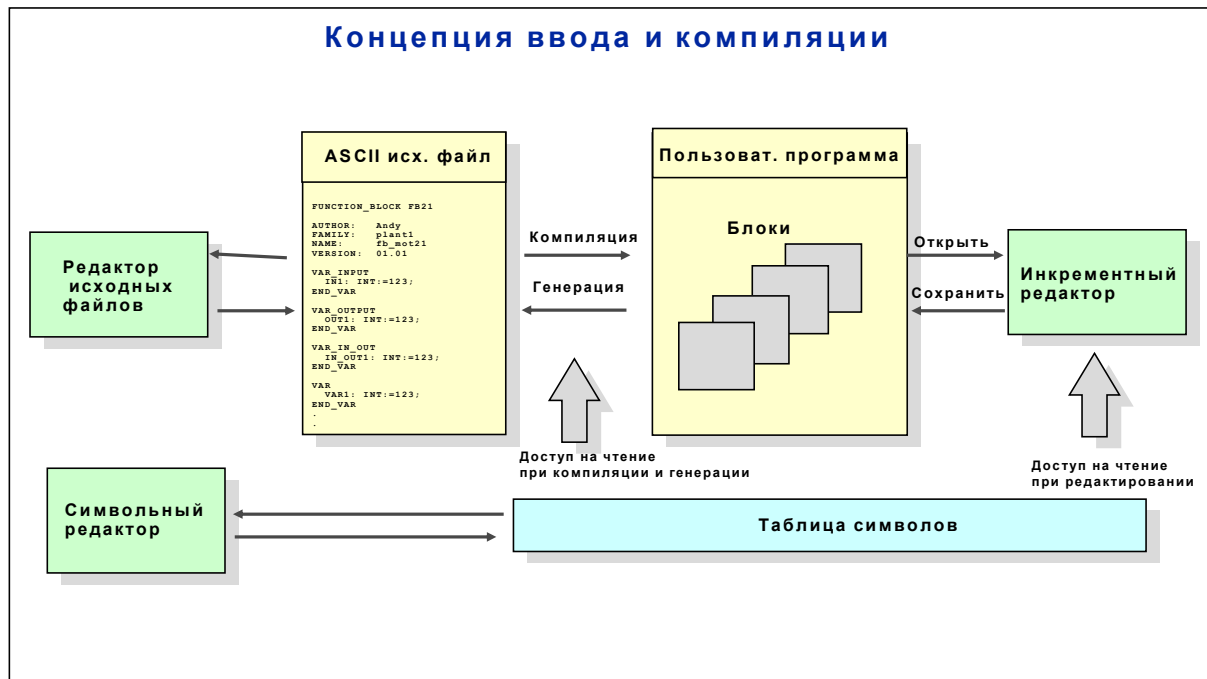 Концепция ввода и компиляции
ASCII исх. файл
FUNCTION_BLOCK FB21
AUTHOR: Andy
FAMILY: plant1
NAME: fb_mot21
VERSION: 01.01
VAR_INPUT
IN1: INT:=123;
END_VAR
VAR_OUTPUT
OUT1: INT:=123;
END_VAR
VAR_IN_OUT
IN_OUT1: INT:=123;
END_VAR
VAR
VAR1: INT:=123;
END_VAR
.
.
Редактор
исходных
файлов
Компиляция
Генерация
Пользоват. программа
Блоки
Открыть
Сохранить
Инкрементный
редактор
Доступ на чтение
при компиляции и генерации
Доступ на чтение
при редактировании
Символьный
редактор
Таблица символов